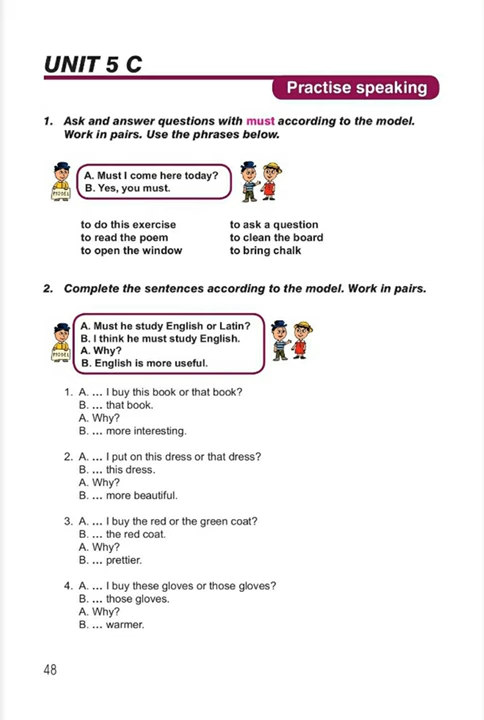 UNIT 5 C
Practise speaking
1. Ask and answer questions with must according to the model.
Work in pairs. Use the phrases below.
A. Must I come here today?
B. Yes, you must.
MODEL
to do this exercise
to read the poem
to open the window
to ask a question
to clean the board
to bring chalk
2. Complete the sentences according to the model. Work in pairs.
A. Must he study English or Latin?
B. I think he must study English.
A. Why?
B. English is more useful.
MODEL
1. A. ... I buy this book or that book?
B. ... that book.
A. Why?
B. ... more interesting.
2. A. ... I put on this dress or that dress?
B. ... this dress.
A. Why?
B. ... more beautiful.
3. A. ... I buy the red or the green coat?
B. ... the red coat.
A. Why?
B. ... prettier.
4. A. ... I buy these gloves or those gloves?
B. ... those gloves.
A. Why?
B. ... warmer.
48